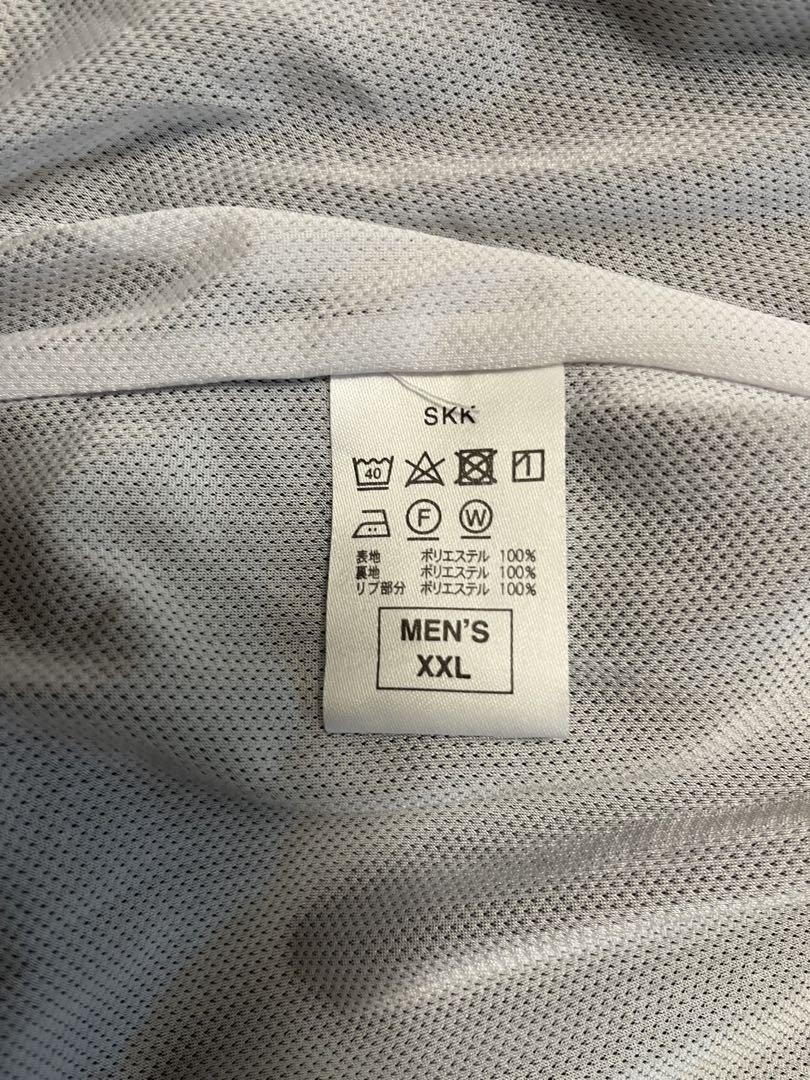 SKK
40
F W
表地 ポリエステル 100%
裏地 ポリエステル 100%
リブ部分 ポリエステル 100%
MEN'S
XXL